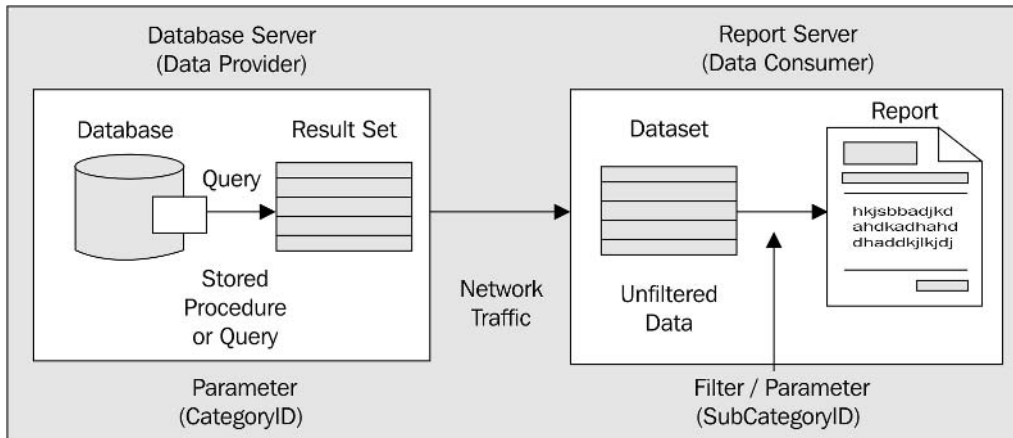 Database Server
(Data Provider)
Report Server
(Data Consumer)
Database
Result Set
Query
Stored
Procedure
or Query
Parameter
(CategoryID)
Network
Traffic
Dataset
Unfiltered
Data
Report
hkjsbbadjkd
ahdkadhahd
dhaddkjlkjdj
Filter / Parameter
(SubCategoryID)